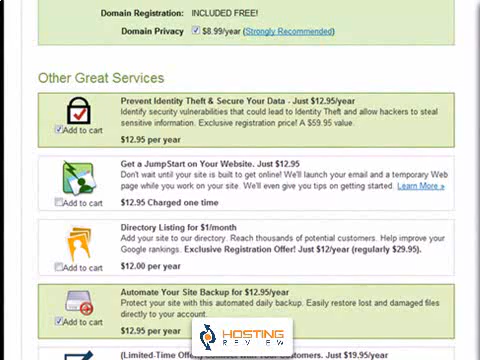 Domain Registration: INCLUDED FREE!
Domain Privacy $8.99/year (Strongly Recommended)
Other Great Services
Prevent Identity Theft & Secure Your Data - Just $12.95/year
Identify security vulnerabilities that could lead to Identity Theft and allow hackers to steal
sensitive information. Exclusive registration price! A $59.95 value.
Add to cart
$12.95 per year
Get a JumpStart on Your Website. Just $12.95
Don't wait until your site is built to get online! We'll launch your email and a temporary Web
page while you work on your site. We'll even give you tips on getting started. Learn More »
Add to cart
$12.95 Charged one time
Directory Listing for $1/month
Add your site to our directory. Reach thousands of potential customers. Help improve your
Google rankings. Exclusive Registration Offer! Just $12/year (regularly $29.95).
Add to cart
$12.00 per year
Automate Your Site Backup for $12.95/year
Protect your site with this automated daily backup. Easily restore lost and damaged files
directly to your account.
Add to cart
$12.95 per year
HOSTING
REVIEW
(Limited-Time Offer) Connect with Your Customers. Just $19.95/year